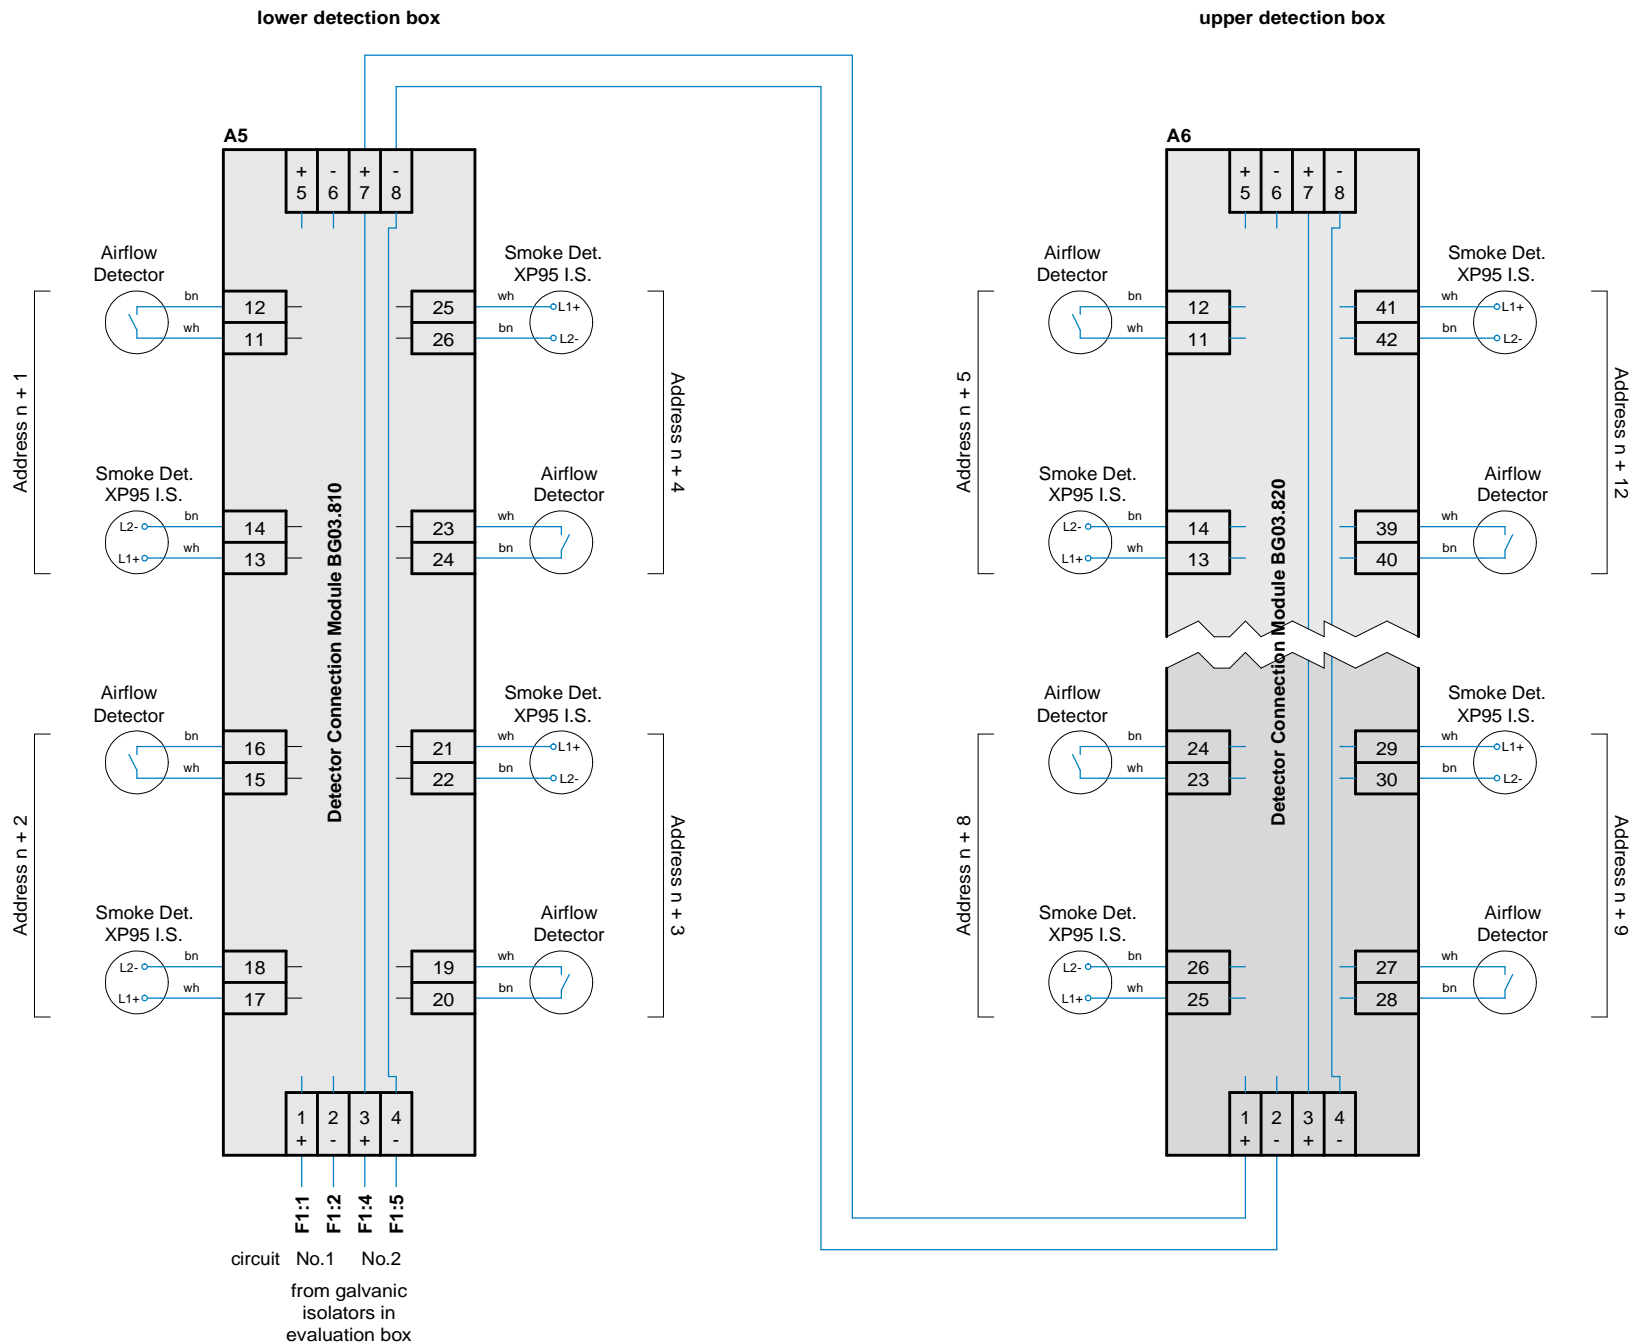 lower detection box
upper detection box
A5
+ - + -
5 6 7 8
Airflow
Detector
bn
wh
12
11
Smoke Det.
XP95 I.S.
25
26
wh
bn
L1+
L2-
Address n + 1
Address n + 4
Smoke Det.
XP95 I.S.
L2-
L1+
bn
wh
14
13
Airflow
Detector
23
24
wh
bn
Detector Connection Module BG03.810
Airflow
Detector
bn
wh
16
15
Smoke Det.
XP95 I.S.
21
22
wh
bn
L1+
L2-
Address n + 2
Address n + 3
Smoke Det.
XP95 I.S.
L2-
L1+
bn
wh
18
17
Airflow
Detector
19
20
wh
bn
1 2 3 4
+ - + -
F1:1
F1:2
F1:4
F1:5
circuit No.1 No.2
from galvanic
isolators in
evaluation box
A6
+ - + -
5 6 7 8
Airflow
Detector
bn
wh
12
11
Smoke Det.
XP95 I.S.
41
42
wh
bn
L1+
L2-
Address n + 5
Address n + 12
Smoke Det.
XP95 I.S.
L2-
L1+
bn
wh
14
13
Airflow
Detector
39
40
wh
bn
Detector Connection Module BG03.820
Airflow
Detector
bn
wh
24
23
Smoke Det.
XP95 I.S.
29
30
wh
bn
L1+
L2-
Address n + 8
Address n + 9
Smoke Det.
XP95 I.S.
L2-
L1+
bn
wh
26
25
Airflow
Detector
27
28
wh
bn
1 2 3 4
+ - + -